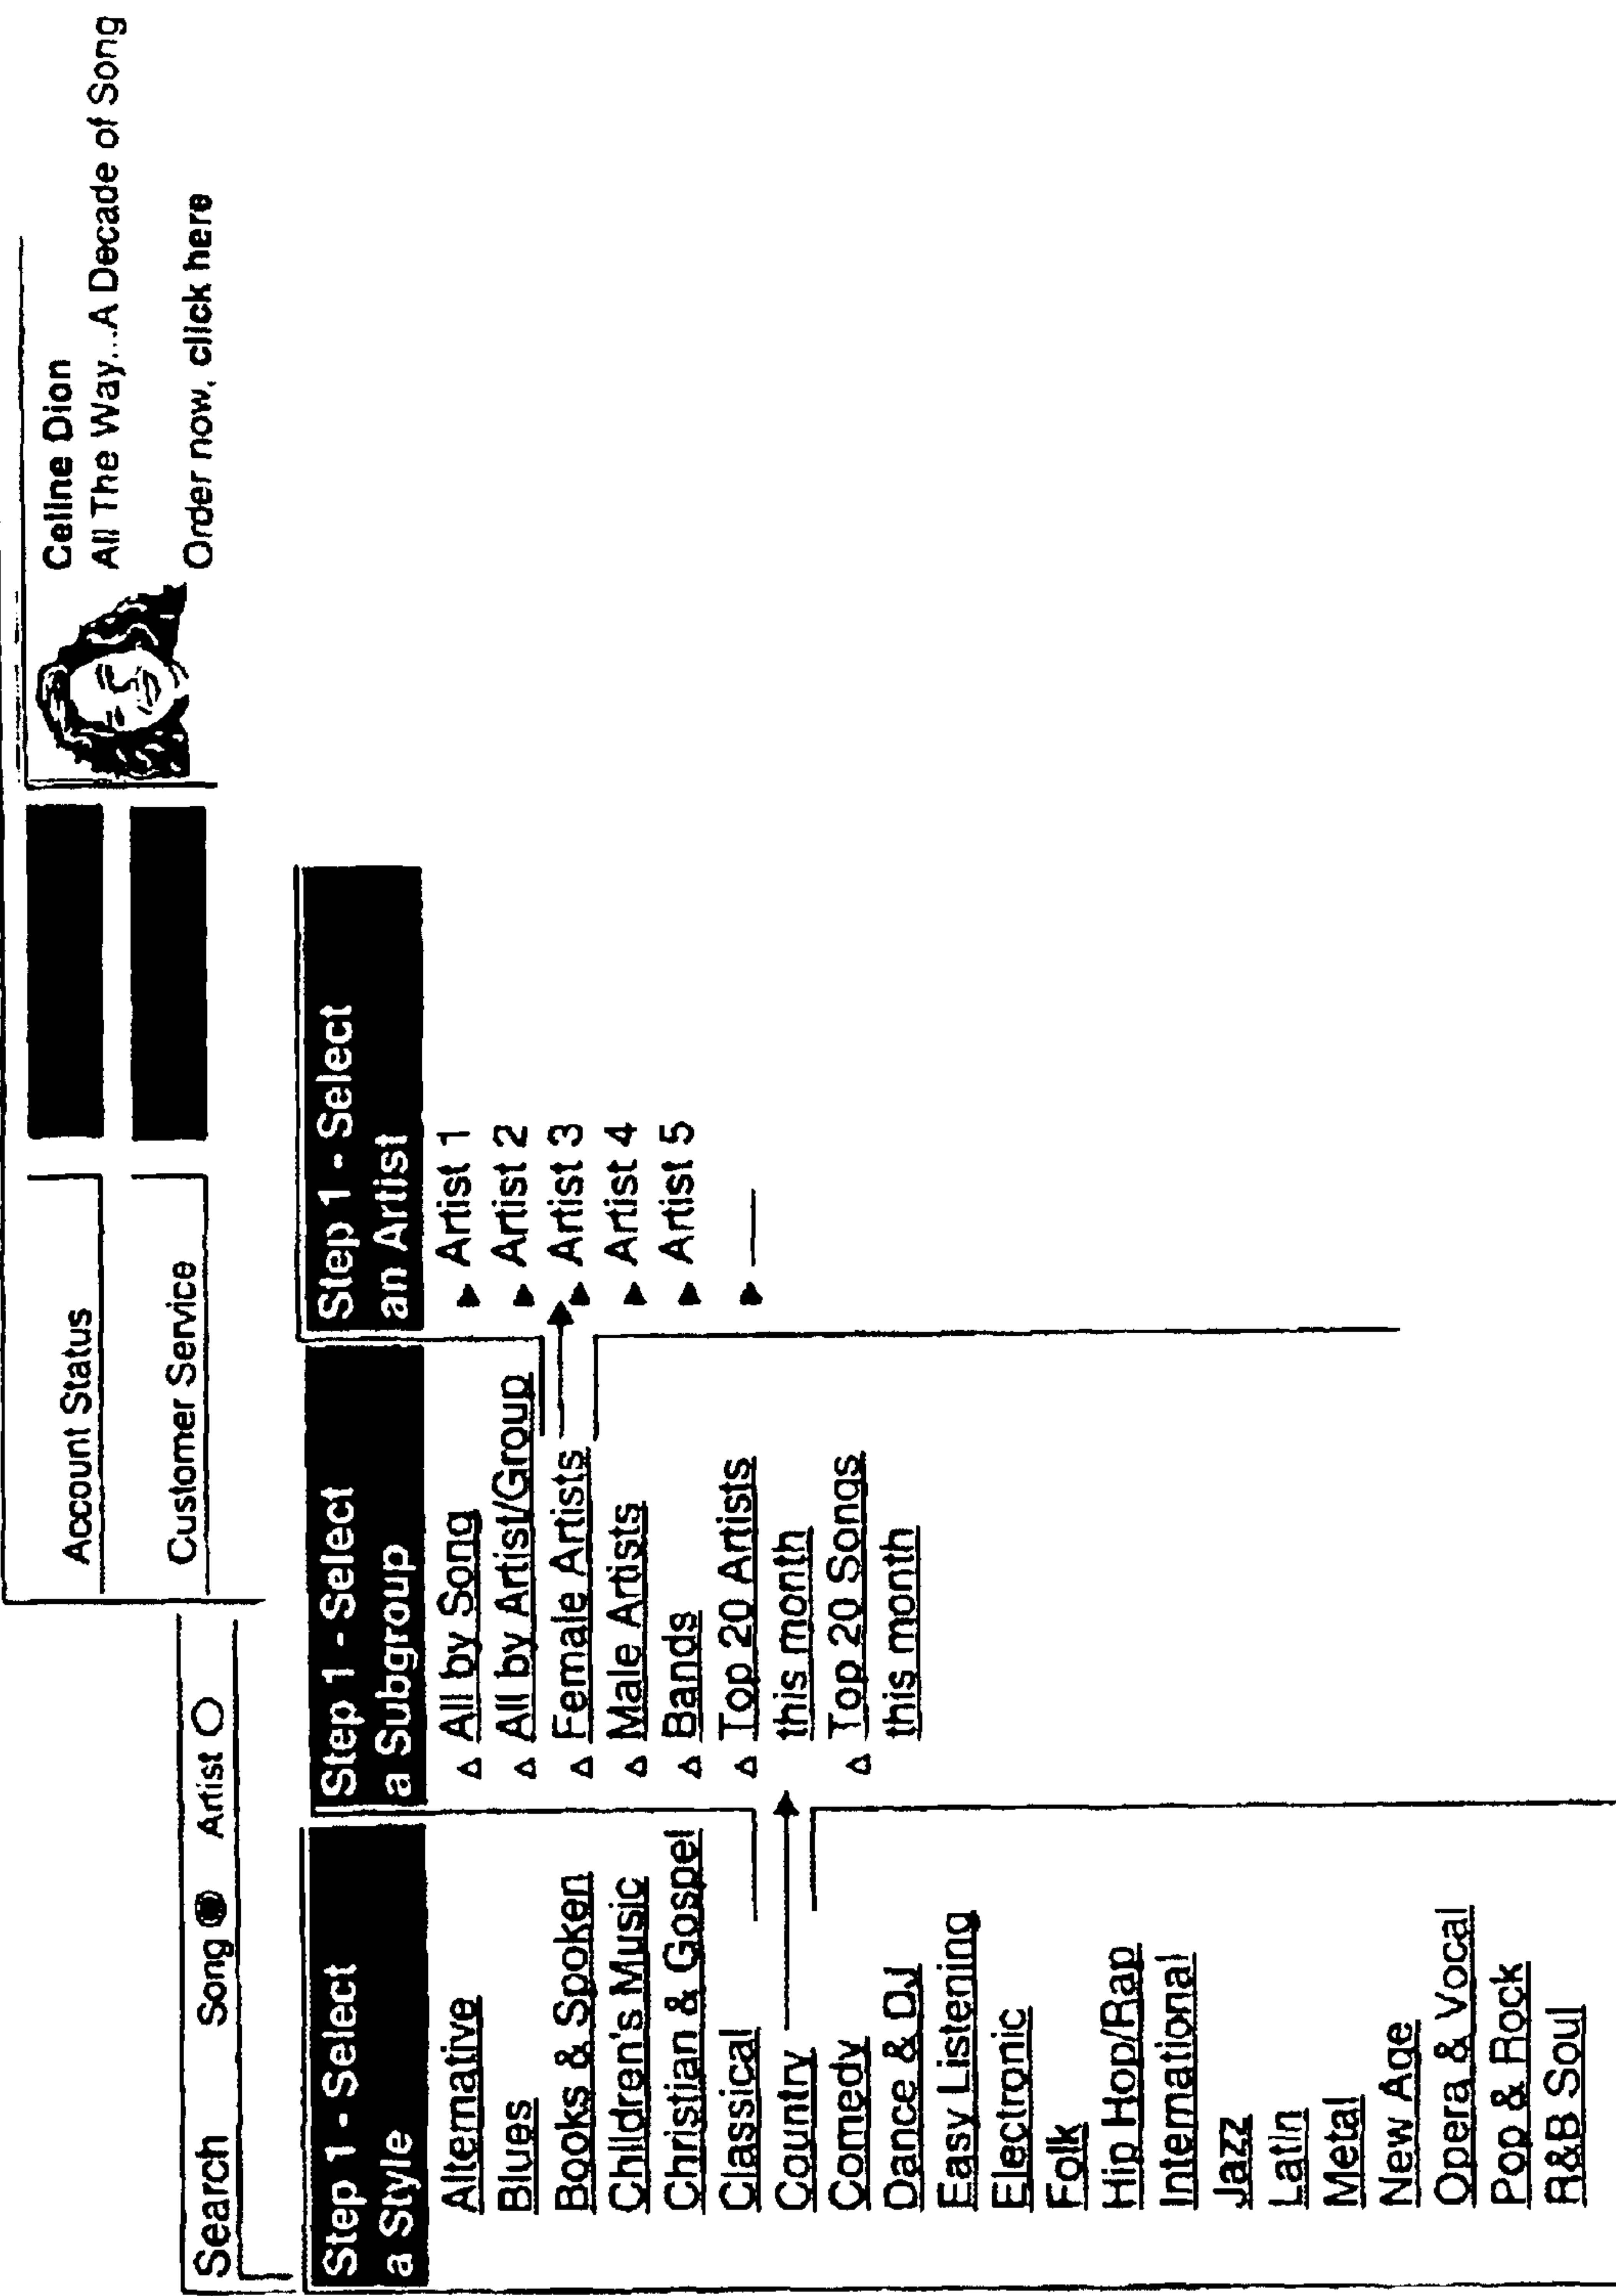 Account Status
Customer Service
Celine Dion
All The Way...A Decade of Song
Order now, click here
Search Song Artist
Step 1 - Select
a Style
Alternative
Blues
Books & Spoken
Children's Music
Christian & Gospel
Classical
Country
Comedy
Dance & DJ
Easy Listening
Electronic
Folk
Hip Hop/Rap
International
Jazz
Latin
Metal
New Age
Opera & Vocal
Pop & Rock
R&B Soul
Step 1 - Select
a Subgroup
All by Song
All by Artist/Group
Female Artists
Male Artists
Bands
Top 20 Artists
this month
Top 20 Songs
this month
Step 1 - Select
an Artist
Artist 1
Artist 2
Artist 3
Artist 4
Artist 5